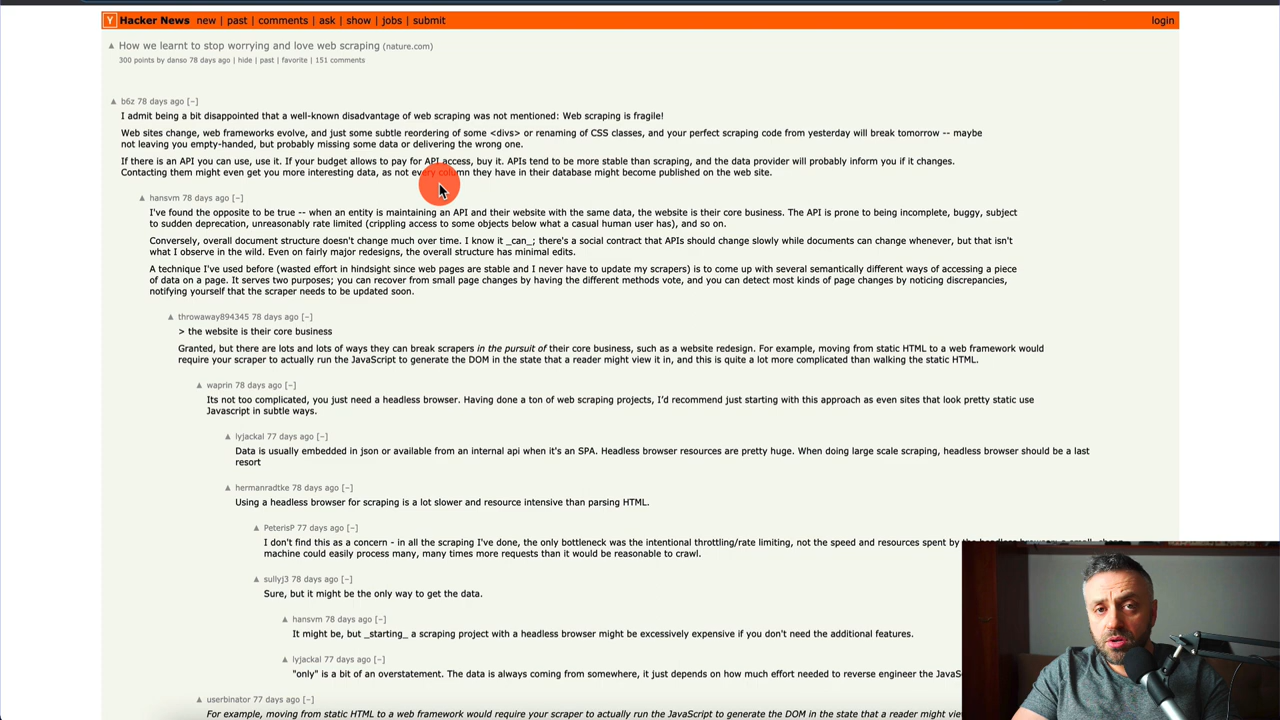 Y Hacker News new | past | comments | ask | show | jobs | submit login
▲ How we learnt to stop worrying and love web scraping (nature.com)
300 points by danso 78 days ago | hide | past | favorite | 151 comments
▲ b6z 78 days ago [–]
I admit being a bit disappointed that a well-known disadvantage of web scraping was not mentioned: Web scraping is fragile!
Web sites change, web frameworks evolve, and just some subtle reordering of some <divs> or renaming of CSS classes, and your perfect scraping code from yesterday will break tomorrow -- maybe
not leaving you empty-handed, but probably missing some data or delivering the wrong one.
If there is an API you can use, use it. If your budget allows to pay for API access, buy it. APIs tend to be more stable than scraping, and the data provider will probably inform you if it changes.
Contacting them might even get you more interesting data, as not every column they have in their database might become published on the web site.
▲ hansvm 78 days ago [–]
I've found the opposite to be true -- when an entity is maintaining an API and their website with the same data, the website is their core business. The API is prone to being incomplete, buggy, subject
to sudden deprecation, unreasonably rate limited (crippling access to some objects below what a casual human user has), and so on.
Conversely, overall document structure doesn't change much over time. I know it _can_; there's a social contract that APIs should change slowly while documents can change whenever, but that isn't
what I observe in the wild. Even on fairly major redesigns, the overall structure has minimal edits.
A technique I've used before (wasted effort in hindsight since web pages are stable and I never have to update my scrapers) is to come up with several semantically different ways of accessing a piece
of data on a page. It serves two purposes; you can recover from small page changes by having the different methods vote, and you can detect most kinds of page changes by noticing discrepancies,
notifying yourself that the scraper needs to be updated soon.
▲ throwaway894345 78 days ago [–]
> the website is their core business
Granted, but there are lots and lots of ways they can break scrapers in the pursuit of their core business, such as a website redesign. For example, moving from static HTML to a web framework would
require your scraper to actually run the JavaScript to generate the DOM in the state that a reader might view it in, and this is quite a lot more complicated than walking the static HTML.
▲ waprin 78 days ago [–]
Its not too complicated, you just need a headless browser. Having done a ton of web scraping projects, I'd recommend just starting with this approach as even sites that look pretty static use
Javascript in subtle ways.
▲ lyjackal 77 days ago [–]
Data is usually embedded in json or available from an internal api when it's an SPA. Headless browser resources are pretty huge. When doing large scale scraping, headless browser should be a last
resort
▲ hermanradtke 78 days ago [–]
Using a headless browser for scraping is a lot slower and resource intensive than parsing HTML.
▲ PeterisP 77 days ago [–]
I don't find this as a concern - in all the scraping I've done, the only bottleneck was the intentional throttling/rate limiting, not the speed and resources spent by
machine could easily process many, many times more requests than it would be reasonable to crawl.
▲ sullyj3 78 days ago [–]
Sure, but it might be the only way to get the data.
▲ hansvm 78 days ago [–]
It might be, but _starting_ a scraping project with a headless browser might be excessively expensive if you don't need the additional features.
▲ lyjackal 77 days ago [–]
"only" is a bit of an overstatement. The data is always coming from somewhere, it just depends on how much effort needed to reverse engineer the JavaS
▲ userbinator 77 days ago [–]
For example, moving from static HTML to a web framework would require your scraper to actually run the JavaScript to generate the DOM in the state that a reader might vie